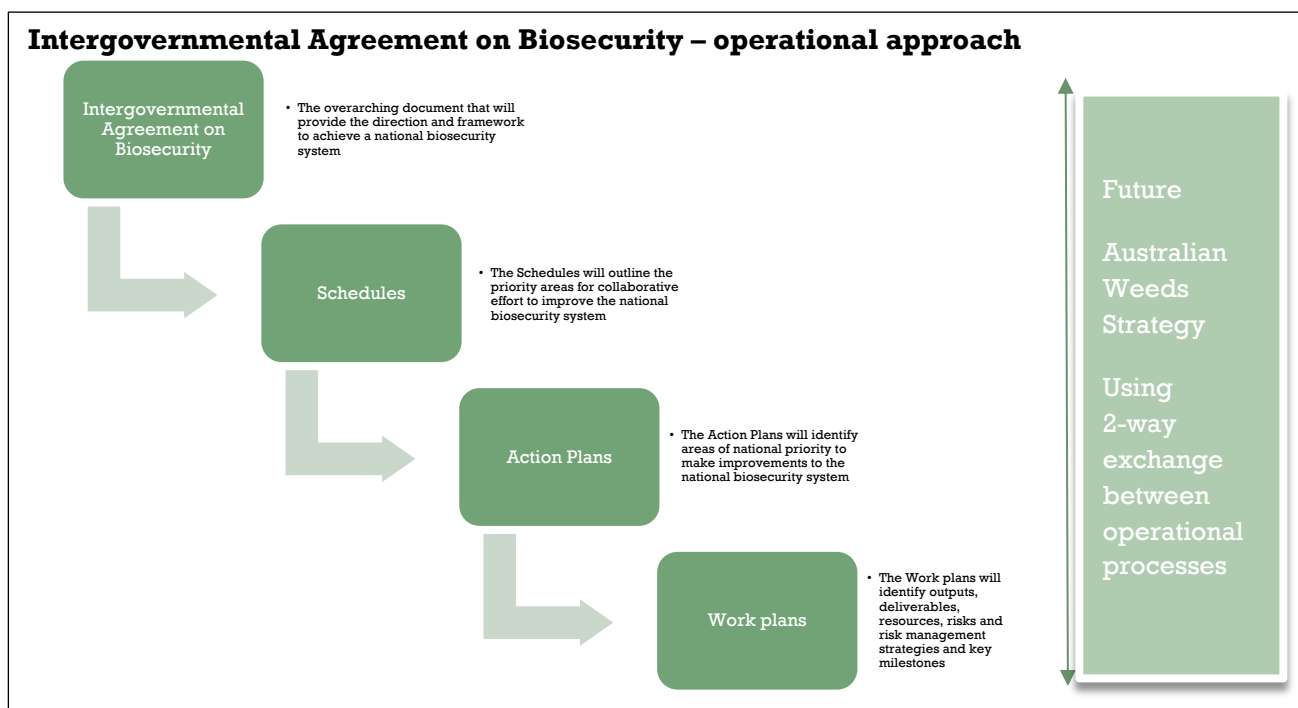 Intergovernmental Agreement on Biosecurity – operational approach
Intergovernmental
Agreement on
Biosecurity
• The overarching document that will
provide the direction and framework
to achieve a national biosecurity
system
Schedules
• The Schedules will outline the
priority areas for collaborative
effort to improve the national
biosecurity system
Action Plans
• The Action Plans will identify
areas of national priority to
make improvements to the
national biosecurity system
Work plans
• The Work plans will
identify outputs,
deliverables,
resources, risks and
risk management
strategies and key
milestones
Future
Australian
Weeds
Strategy
Using
2-way
exchange
between
operational
processes